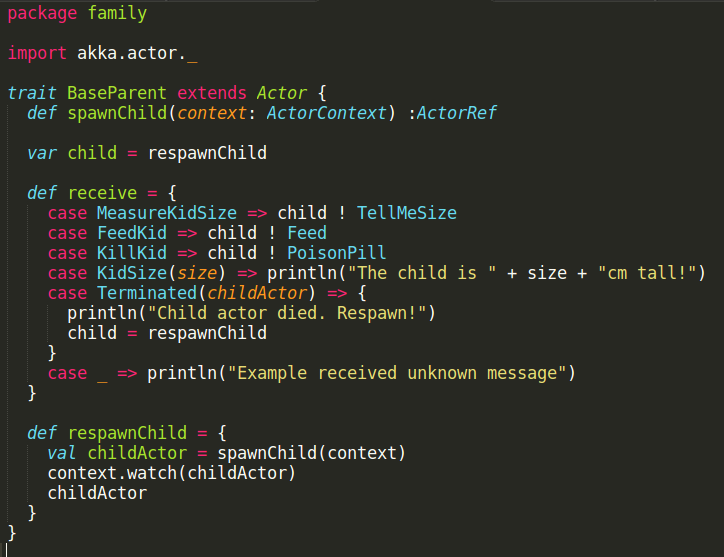 package family
import akka.actor._
trait BaseParent extends Actor {
  def spawnChild(context: ActorContext) :ActorRef
  var child = respawnChild
  def receive = {
    case MeasureKidSize => child ! TellMeSize
    case FeedKid => child ! Feed
    case KillKid => child ! PoisonPill
    case KidSize(size) => println("The child is " + size + "cm tall!")
    case Terminated(childActor) => {
      println("Child actor died. Respawn!")
      child = respawnChild
    }
    case _ => println("Example received unknown message")
  }
  def respawnChild = {
    val childActor = spawnChild(context)
    context.watch(childActor)
    childActor
  }
}